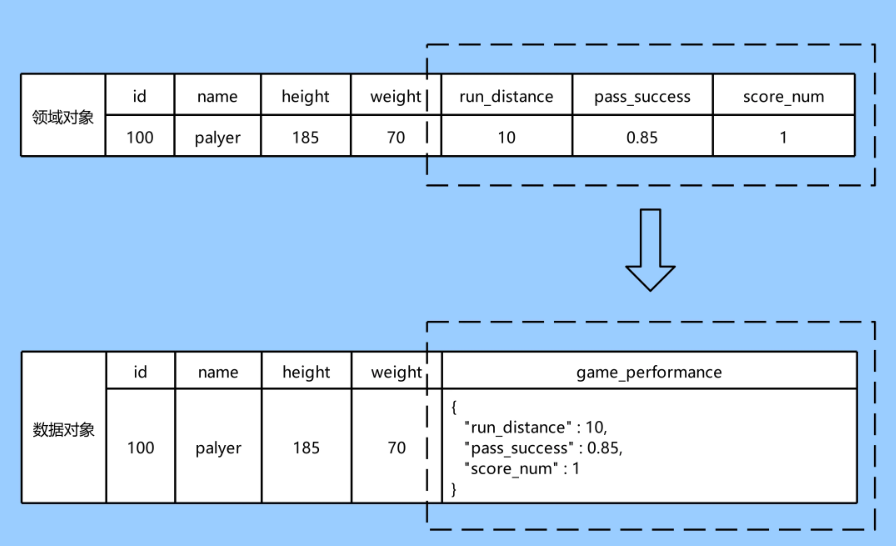 领域对象 id name height weight run_distance pass_success score_num
100 palyer 185 70 10 0.85 1
数据对象 id name height weight game_performance
100 palyer 185 70
{
"run_distance" : 10,
"pass_success" : 0.85,
"score_num" : 1
}